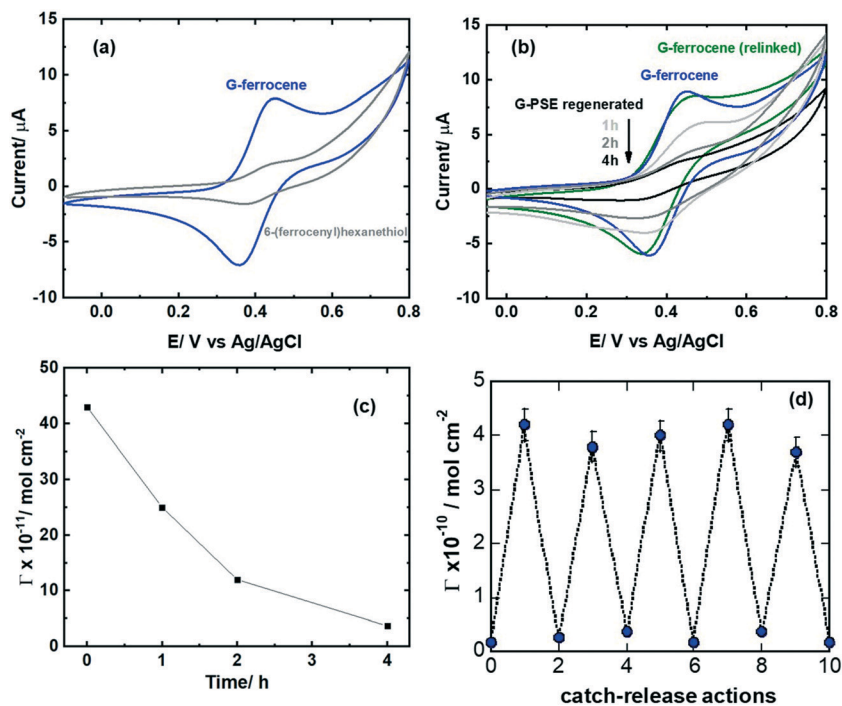 (a)
G-ferrocene
6-(ferrocenyl)hexanethiol
15
10
5
0
-5
-10
Current/ μA
0.0
0.2
0.4
0.6
0.8
E/ V vs Ag/AgCl
(b)
G-ferrocene (relinked)
G-ferrocene
G-PSE regenerated
1h
2h
4h
15
10
5
0
-5
-10
Current/ μA
0.0
0.2
0.4
0.6
0.8
E/ V vs Ag/AgCl
(c)
50
40
30
20
10
0
Γ x 10-11/ mol cm-2
0
1
2
3
4
Time/ h
(d)
5
4
3
2
1
0
Γ x10-10 / mol cm-2
0
2
4
6
8
10
catch-release actions